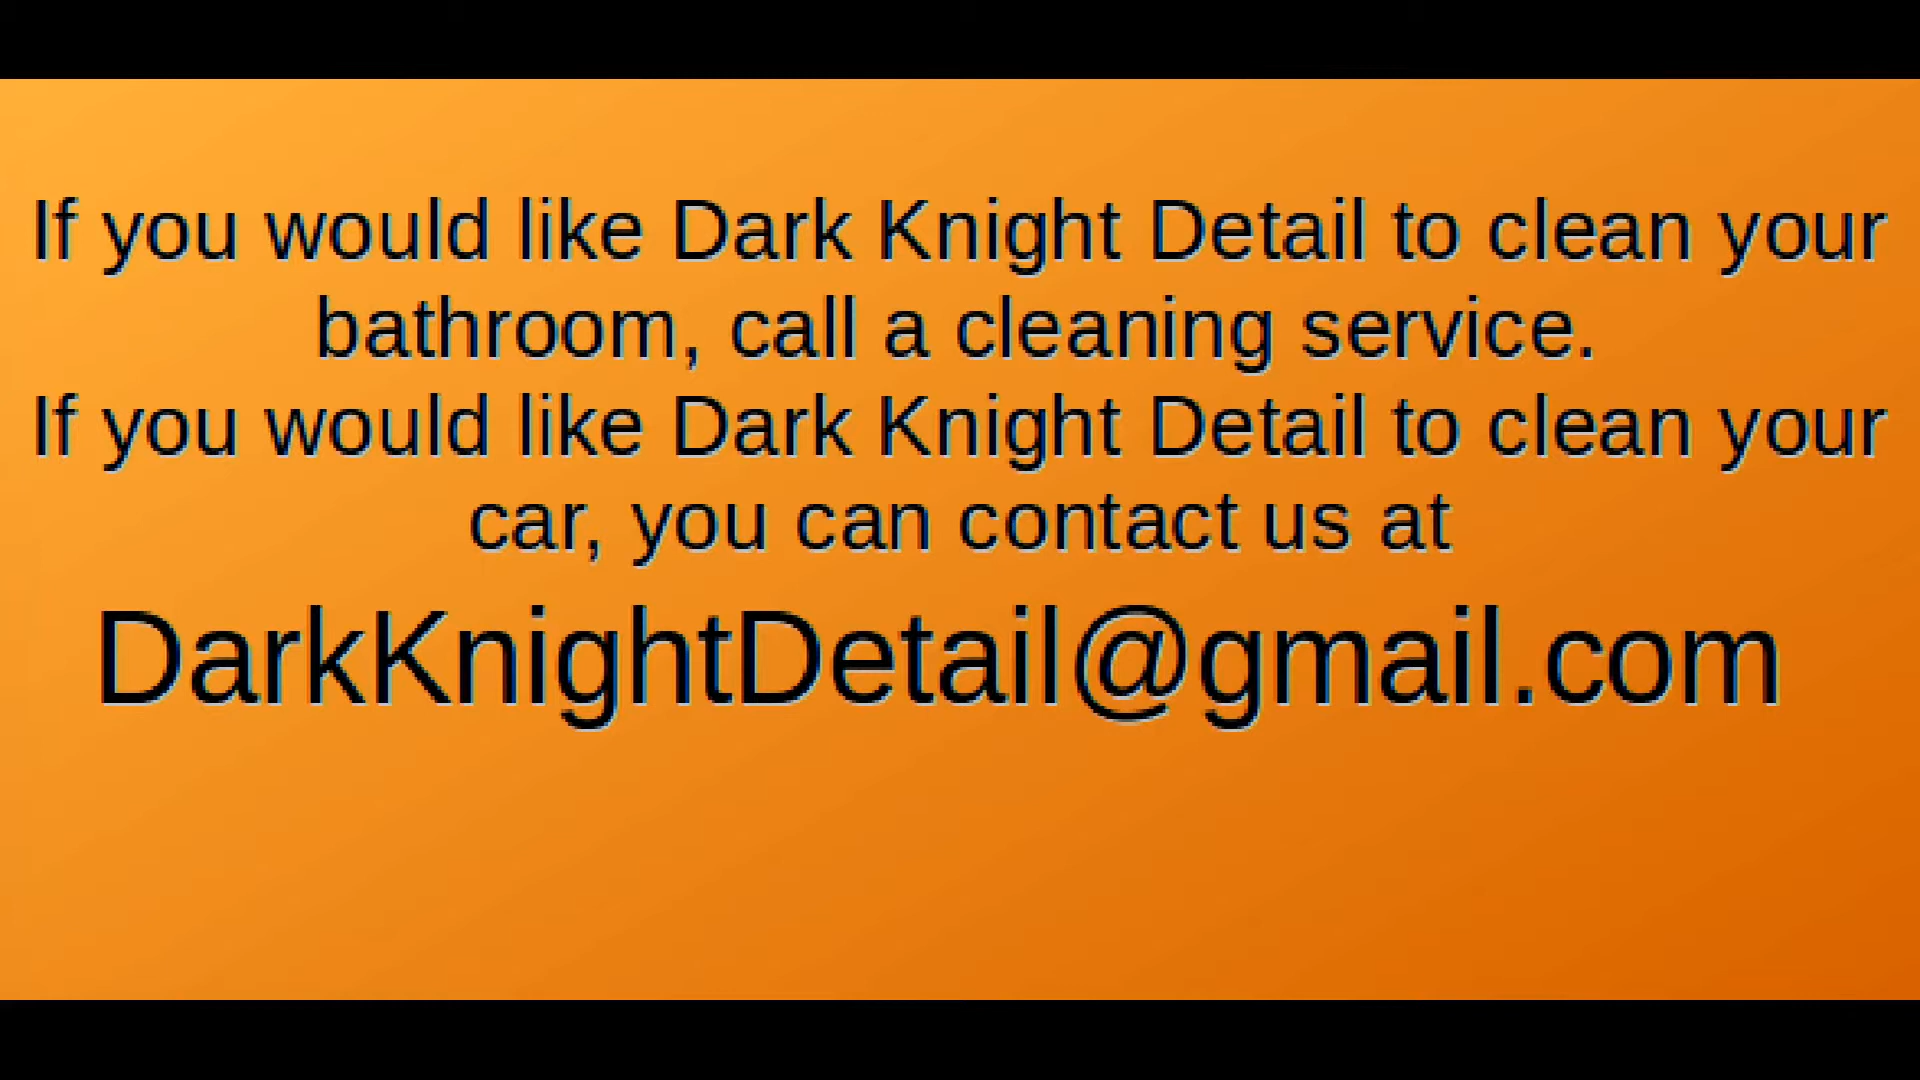 If you would like Dark Knight Detail to clean your
bathroom, call a cleaning service.
If you would like Dark Knight Detail to clean your
car, you can contact us at
DarkKnightDetail@gmail.com